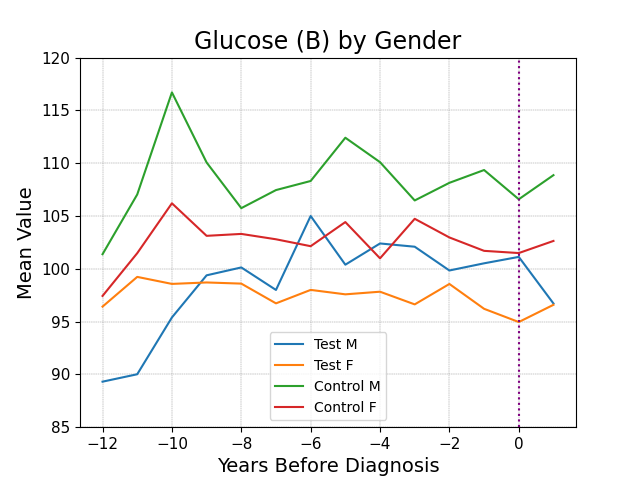 Glucose (B) by Gender
Mean Value
120
115
110
105
100
95
90
85
Test M
Test F
Control M
Control F
−12 −10 −8 −6 −4 −2 0
Years Before Diagnosis